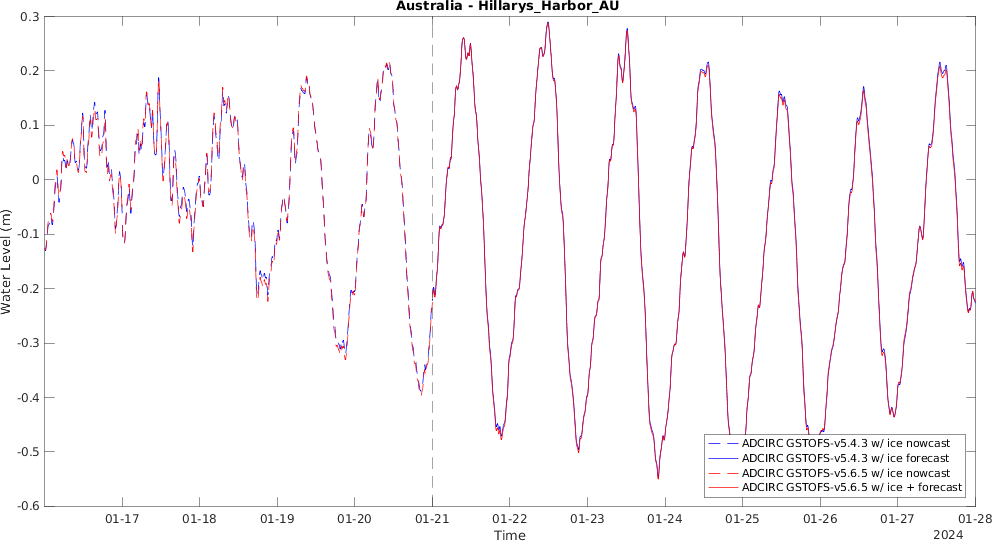 Australia - Hillarys_Harbor_AU
0.3
0.2
0.1
0
-0.1
-0.2
-0.3
-0.4
-0.5
-0.6
Water Level (m)
ADCIRC GSTOFS-v5.4.3 w/ ice nowcast
ADCIRC GSTOFS-v5.4.3 w/ ice forecast
ADCIRC GSTOFS-v5.6.5 w/ ice nowcast
ADCIRC GSTOFS-v5.6.5 w/ ice + forecast
01-17 01-18 01-19 01-20 01-21 01-22 01-23 01-24 01-25 01-26 01-27 01-28
Time
2024